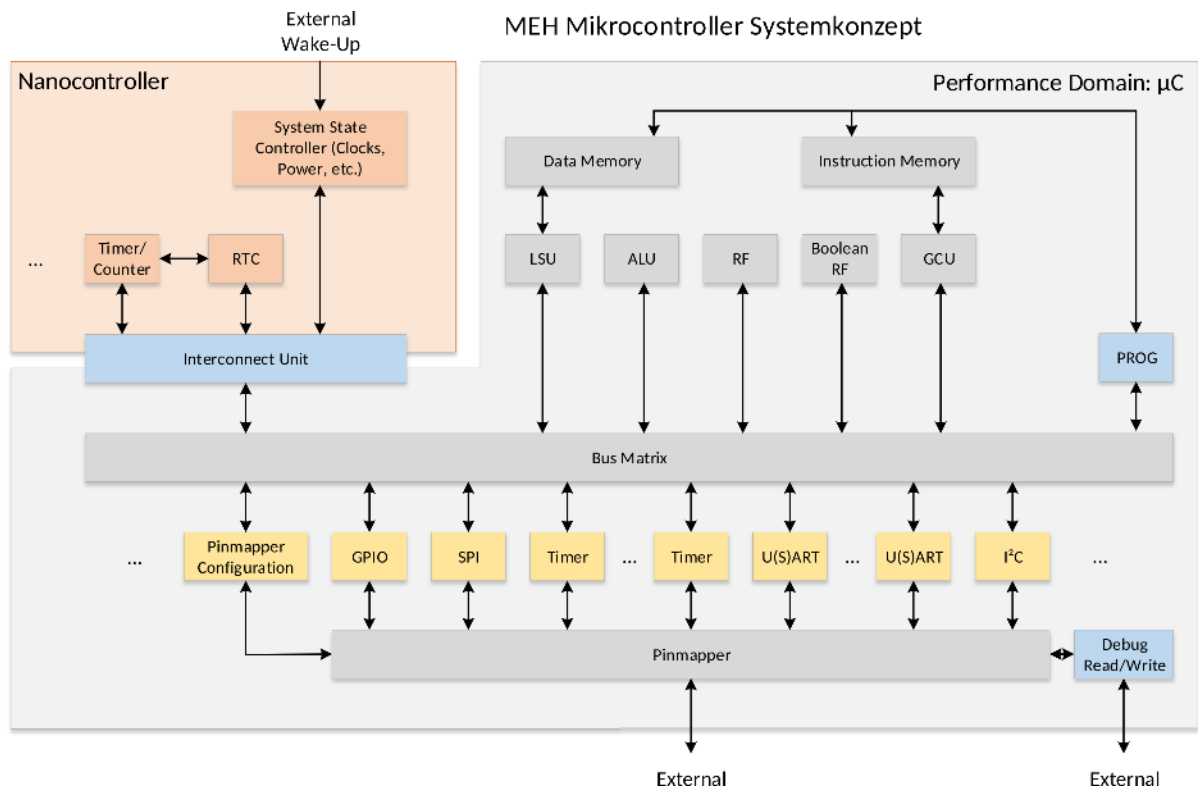 External
Wake-Up
MEH Mikrocontroller Systemkonzept
Nanocontroller
Performance Domain: µC
System State
Controller (Clocks,
Power, etc.)
Data Memory
Instruction Memory
...
Timer/
Counter
RTC
LSU
ALU
RF
Boolean
RF
GCU
Interconnect Unit
PROG
Bus Matrix
...
Pinmapper
Configuration
GPIO
SPI
Timer
...
Timer
U(S)ART
...
U(S)ART
I²C
...
Pinmapper
Debug
Read/Write
External
External